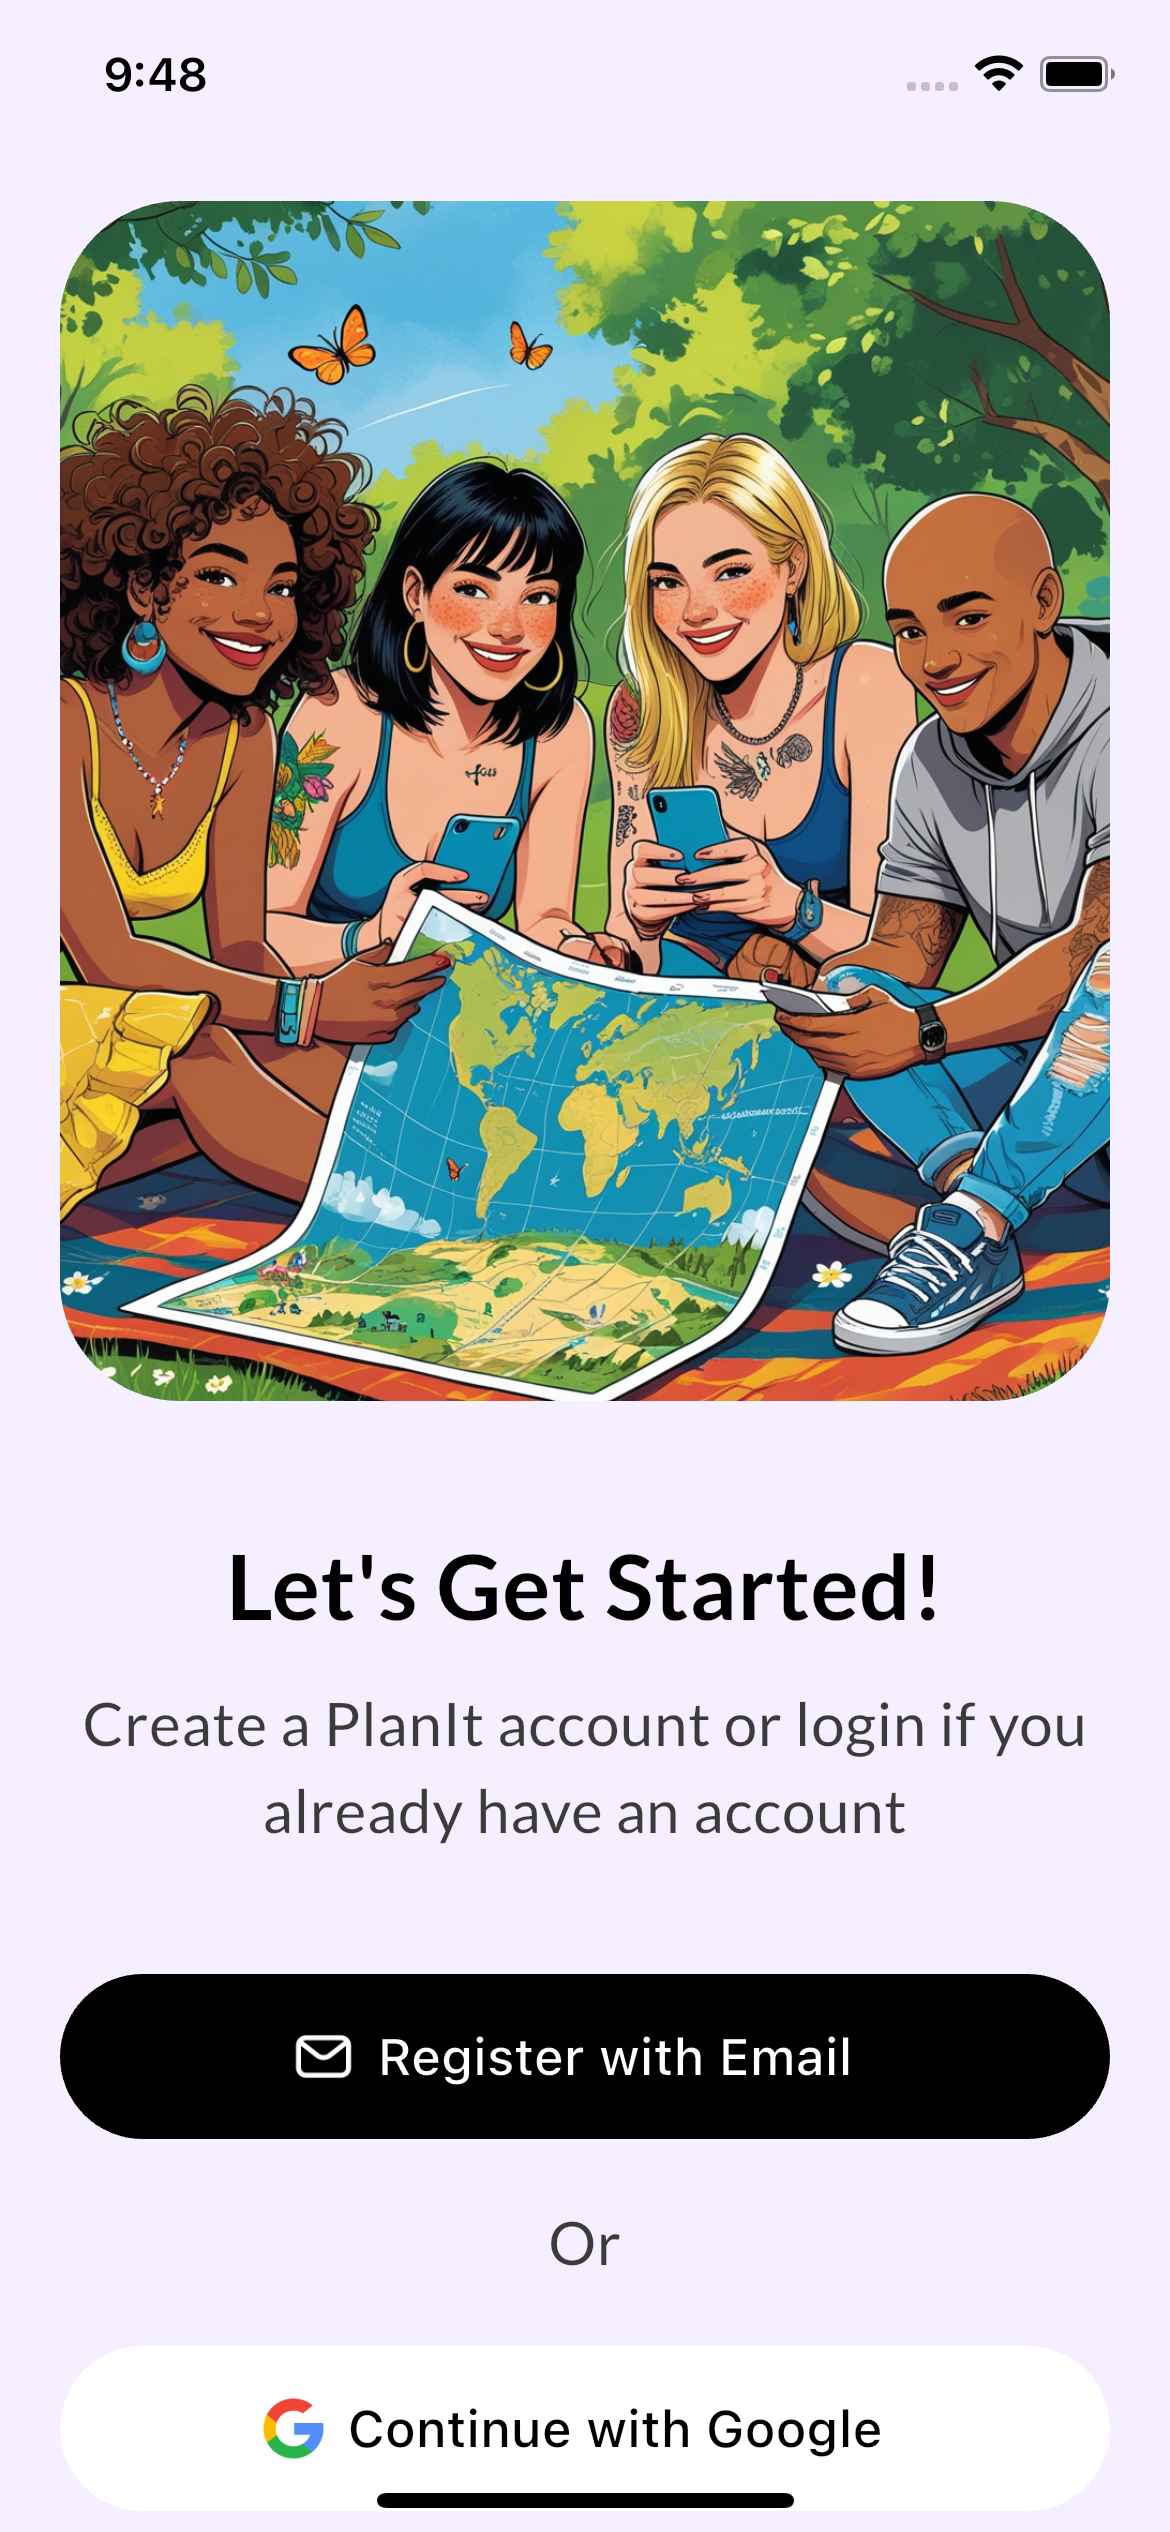 9:48
Let's Get Started!
Create a PlanIt account or login if you
already have an account
Register with Email
Or
Continue with Google